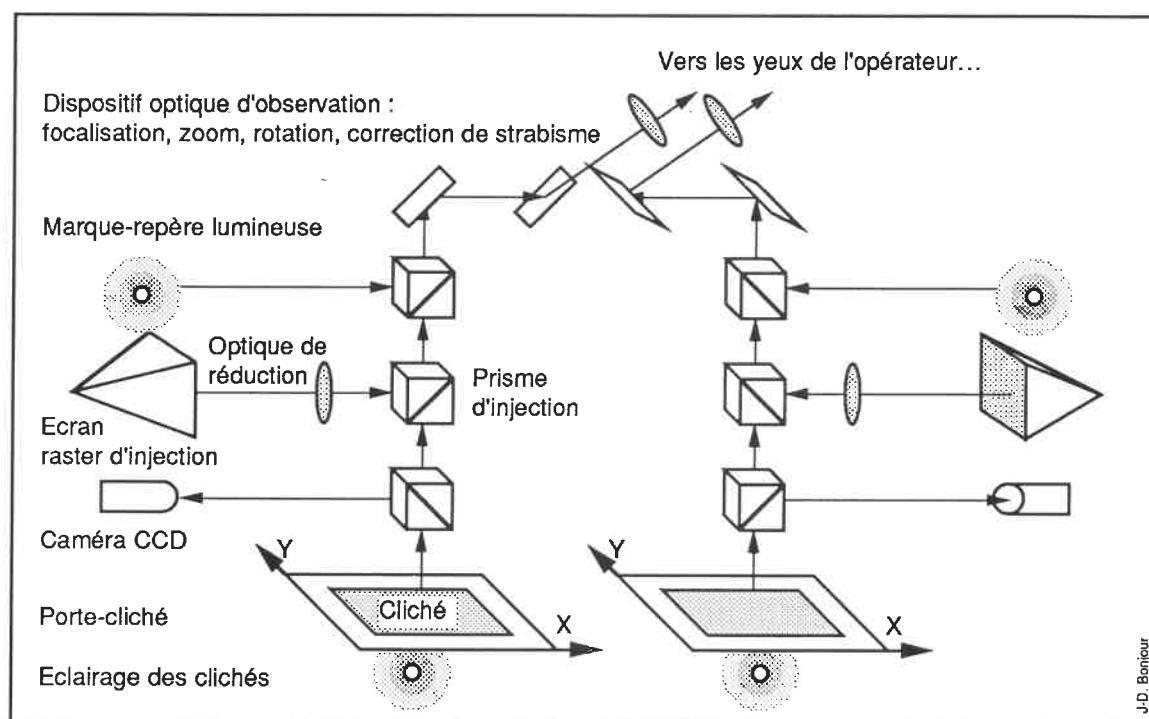 Vers les yeux de l'opérateur…
Dispositif optique d'observation :
focalisation, zoom, rotation, correction de strabisme
Marque-repère lumineuse
Optique de
réduction
Prisme
d'injection
Ecran
raster d'injection
Caméra CCD
Y
Y
Cliché
Porte-cliché
X
X
Eclairage des clichés
J-D. Bonjour